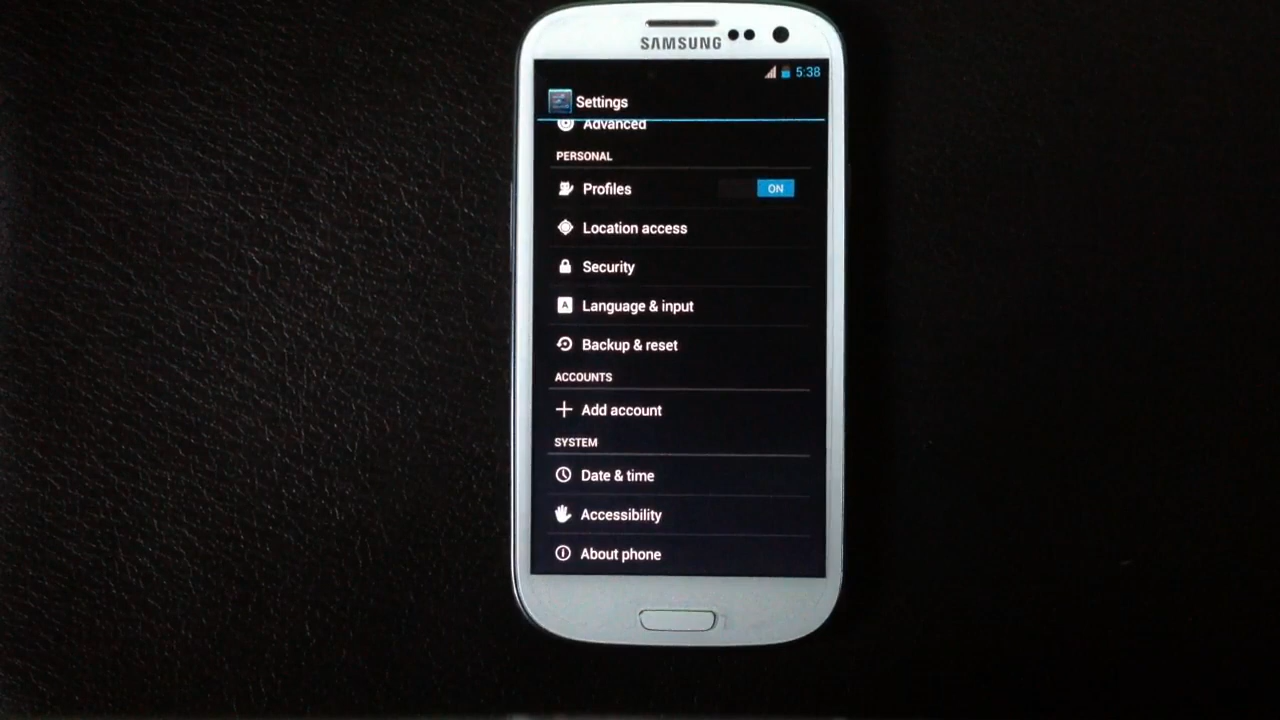 SAMSUNG
5:38
Settings
Advanced
PERSONAL
Profiles ON
Location access
Security
A Language & input
Backup & reset
ACCOUNTS
Add account
SYSTEM
Date & time
Accessibility
About phone